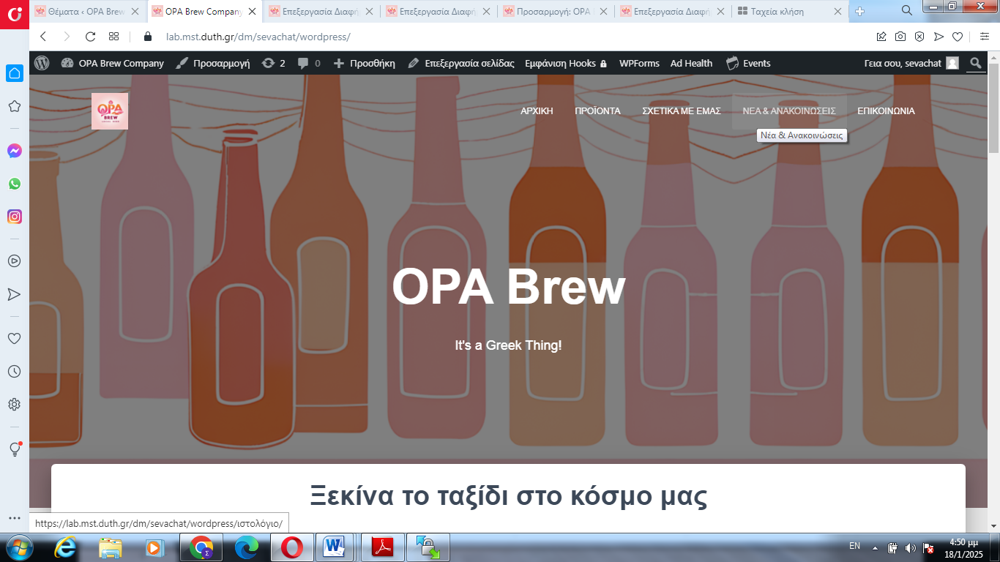 Θέματα ‹ OPA Brew
OPA Brew Company
Επεξεργασία Διαφή
Επεξεργασία Διαφή
Προσαρμογή: OPA
Επεξεργασία Διαφή
Ταχεία κλήση
lab.mst.duth.gr/dm/sevachat/wordpress/
OPA Brew Company
Προσαρμογή
2
0
Προσθήκη
Επεξεργασία σελίδας
Εμφάνιση Hooks
WPForms
Ad Health
Events
Γεια σου, sevachat
OPA
BREW
ΑΡΧΙΚΗ
ΠΡΟΪΟΝΤΑ
ΣΧΕΤΙΚΑ ΜΕ ΕΜΑΣ
ΝΕΑ & ΑΝΑΚΟΙΝΩΣΕΙΣ
ΕΠΙΚΟΙΝΩΝΙΑ
Νέα & Ανακοινώσεις
OPA Brew
It's a Greek Thing!
Ξεκίνα το ταξίδι στο κόσμο μας
https://lab.mst.duth.gr/dm/sevachat/wordpress/ιστολόγιο/
EN
4:50 μμ
18/1/2025